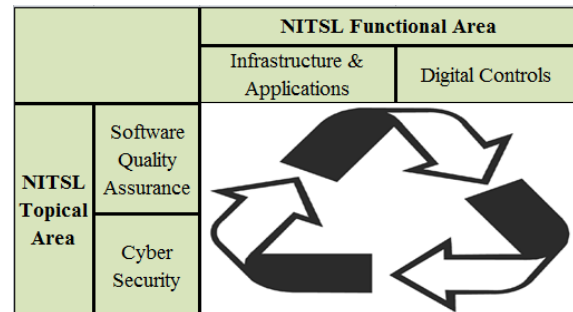 NITSL Functional Area
Infrastructure &
Applications
Digital Controls
NITSL
Topical
Area
Software
Quality
Assurance
Cyber
Security